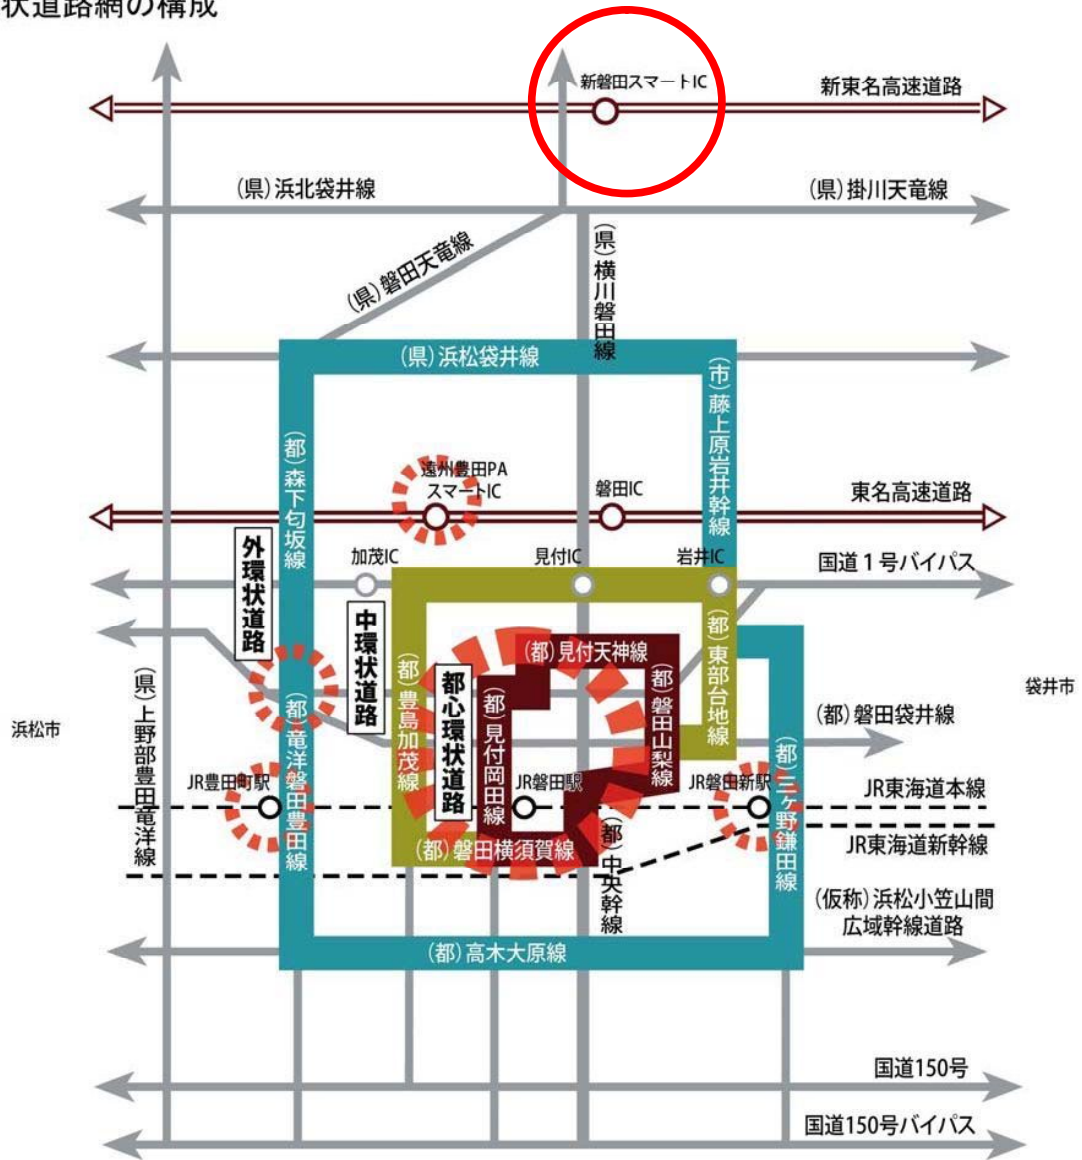 状道路網の構成
新磐田スマートIC
新東名高速道路
(県)浜北袋井線
(県)掛川天竜線
(県)磐田天竜線
(県)横川磐田線
(県)浜松袋井線
(市)藤上原岩井幹線
(都)森下匂坂線
遠州豊田PA
スマートIC
磐田IC
東名高速道路
外環状道路
加茂IC
見付IC
岩井IC
国道1号バイパス
中環状道路
(都)見付天神線
(都)東部台地線
(都)豊島加茂線
都心環状道路
(都)見付岡田線
(都)磐田山梨線
(県)上野部豊田竜洋線
(都)竜洋磐田豊田線
浜松市
袋井市
(都)磐田袋井線
(都)三ケ野鎌田線
JR豊田町駅
JR磐田駅
JR磐田新駅
JR東海道本線
JR東海道新幹線
(都)磐田横須賀線
(都)中央幹線
(仮称)浜松小笠山間
広域幹線道路
(都)高木大原線
国道150号
国道150号バイパス